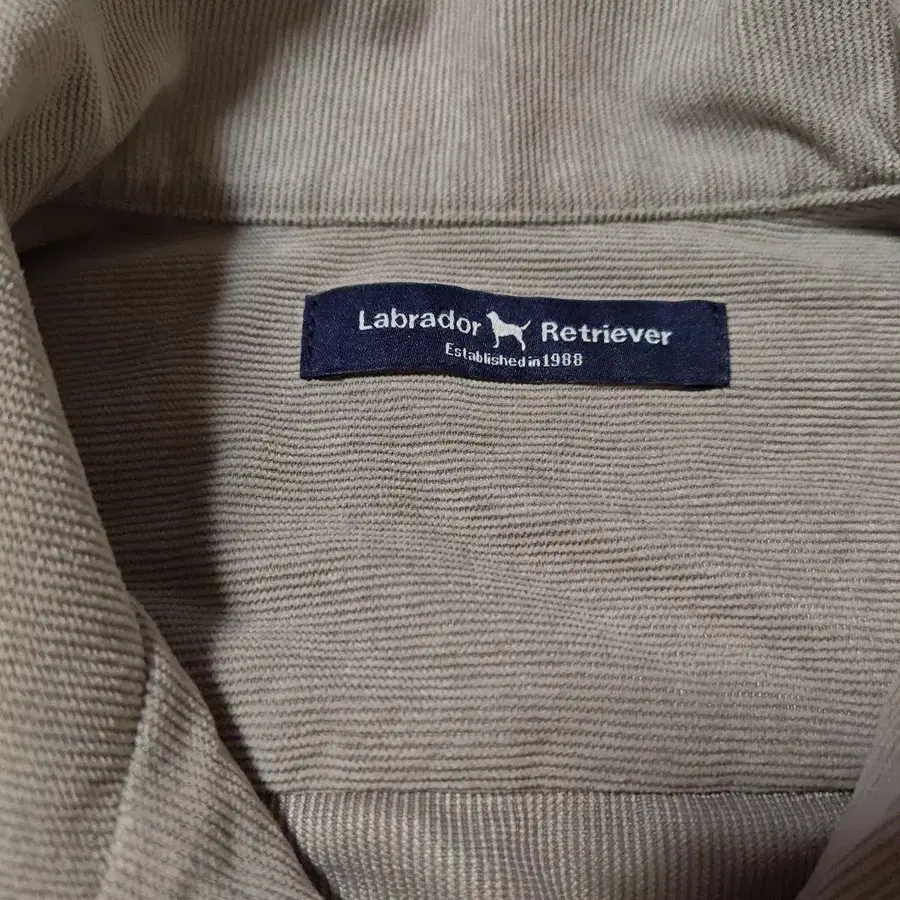 Labrador Retriever
Established in 1988